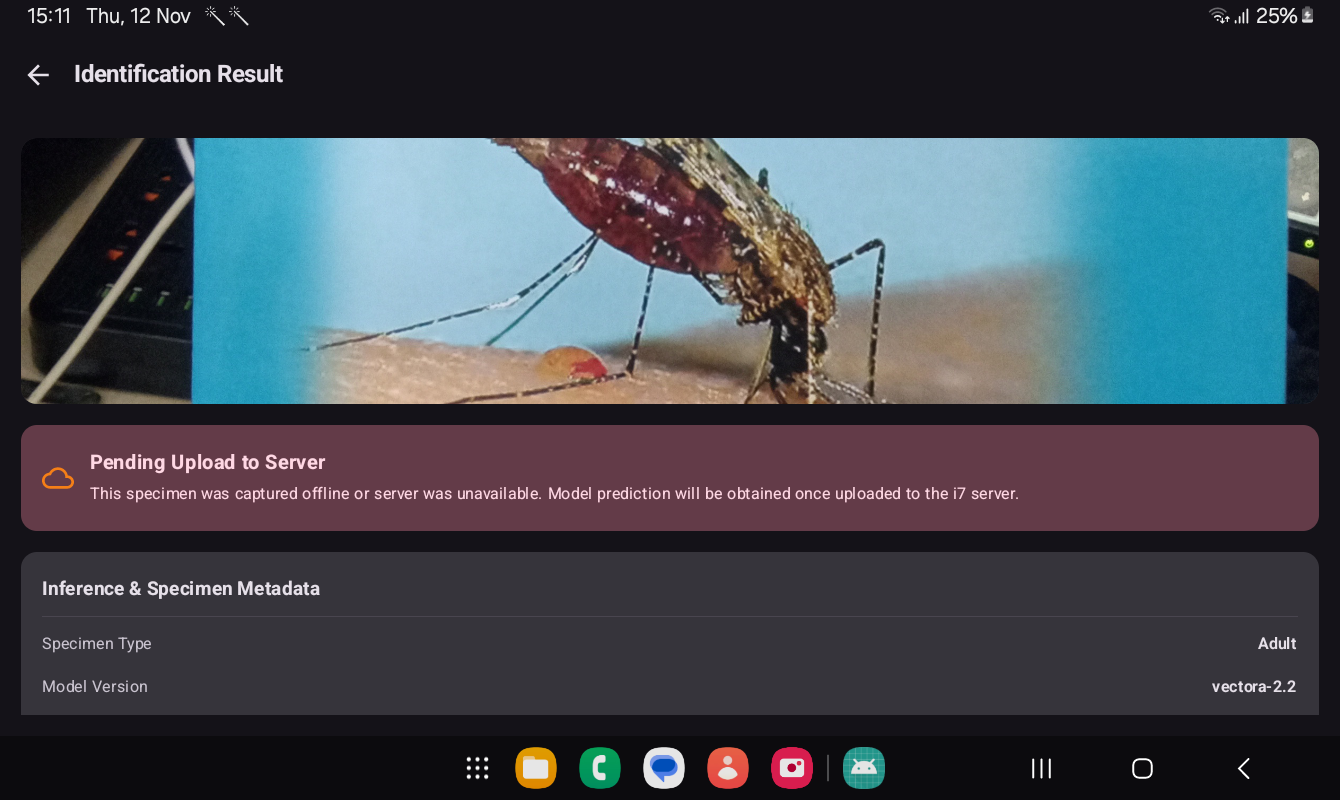 15:11 Thu, 12 Nov
25%
Identification Result
Pending Upload to Server
This specimen was captured offline or server was unavailable. Model prediction will be obtained once uploaded to the i7 server.
Inference & Specimen Metadata
Specimen Type Adult
Model Version vectora-2.2